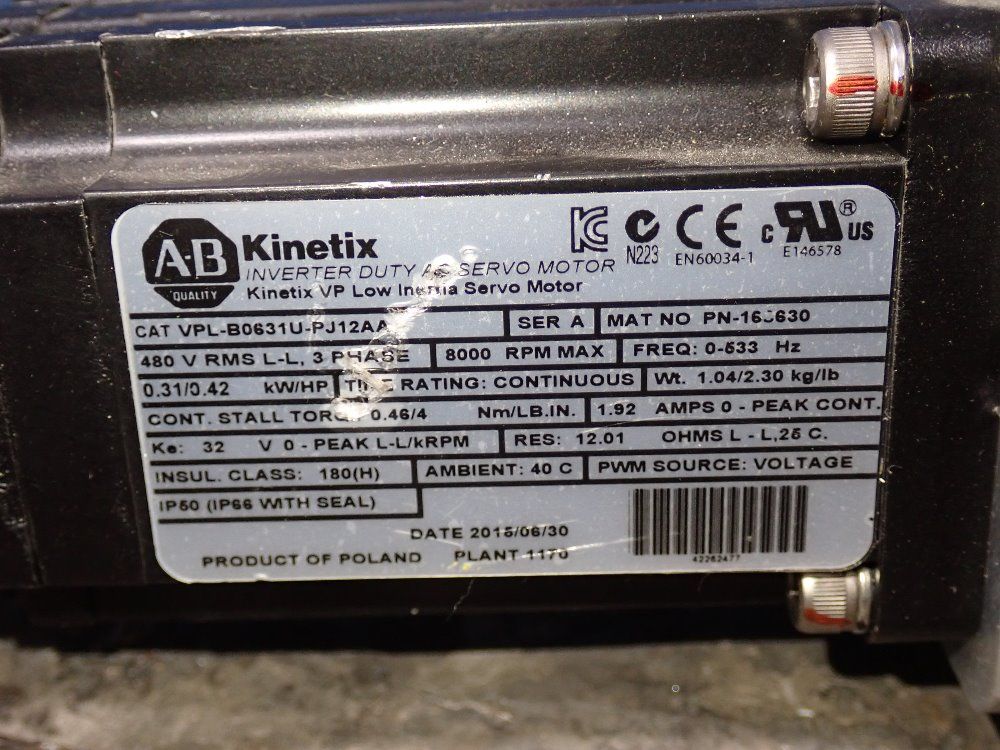 A-B
QUALITY
Kinetix
INVERTER DUTY AC SERVO MOTOR
Kinetix VP Low Inertia Servo Motor
N223
EN60034-1
c UR US ®
E146578
CAT VPL-B0631U-PJ12AA
SER A
MAT NO
480 V RMS L-L, 3 PHASE
8000 RPM MAX
FREQ: 0-533 Hz
0.31/0.42 kW/HP
TIME RATING: CONTINUOUS
Wt. 1.04/2.30 kg/lb
CONT. STALL TORQ: 0.46/4 Nm/LB.IN.
1.92 AMPS 0 - PEAK CONT.
Ke: 32 V 0 - PEAK L-L/kRPM
RES: 12.01 OHMS L - L,25 C.
INSUL. CLASS: 180(H)
AMBIENT: 40 C
PWM SOURCE: VOLTAGE
IP50 (IP66 WITH SEAL)
DATE 2015/06/30
PRODUCT OF POLAND
PLANT 1170
42262477